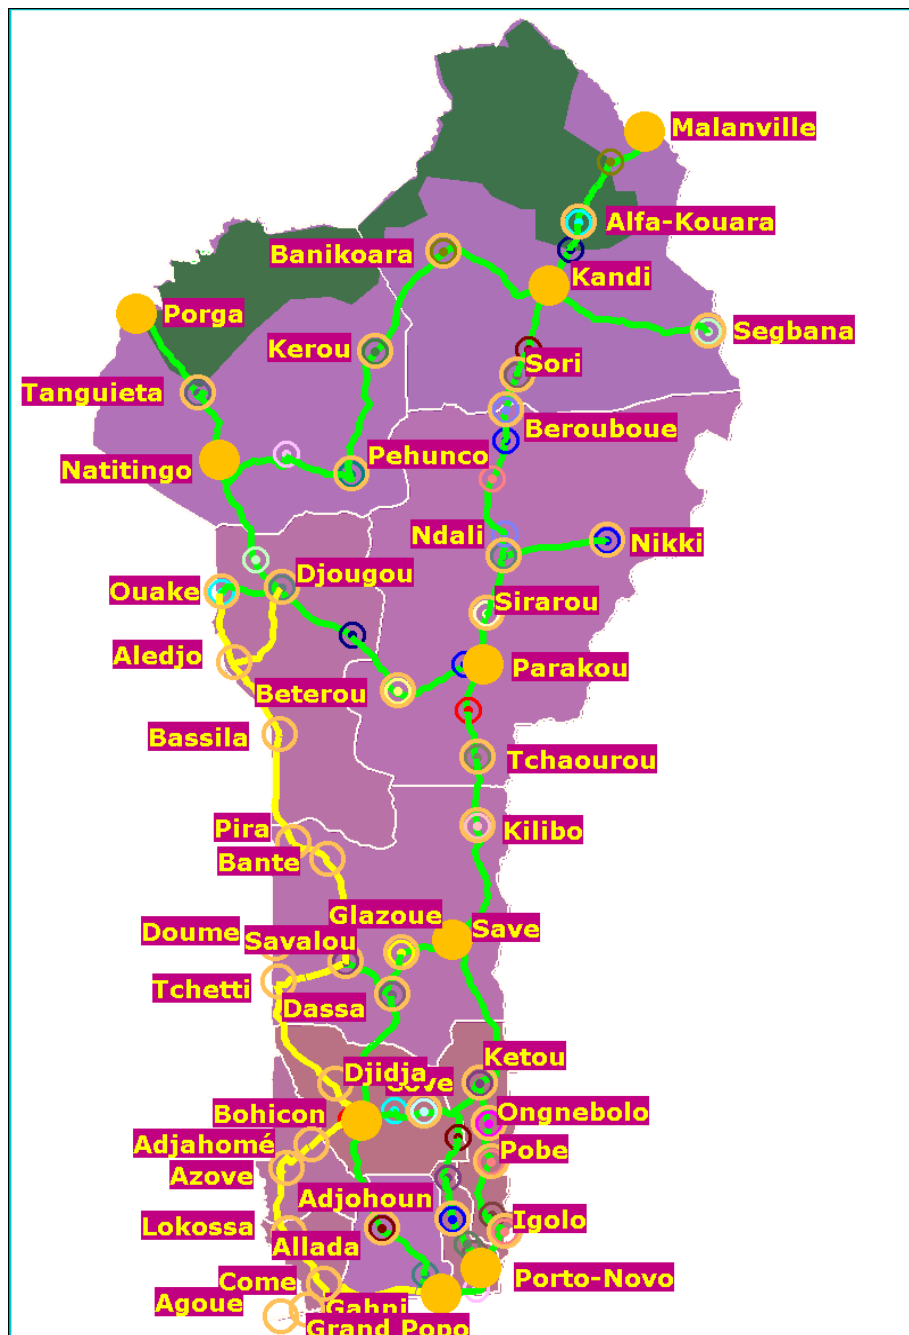 Malanville
Alfa-Kouara
Banikoara
Kandi
Porga
Segbana
Kerou
Sori
Tanguieta
Berouboue
Pehunco
Natitingo
Ndali
Nikki
Djougou
Ouake
Sirarou
Aledjo
Parakou
Beterou
Bassila
Tchaourou
Pira
Kilibo
Bante
Glazoue
Doume
Savalou
Save
Tchetti
Dassa
Ketou
Djidja
Cove
Bohicon
Ongnebolo
Adjahomé
Pobe
Azove
Adjohoun
Lokossa
Igolo
Allada
Come
Porto-Novo
Agoue
Gahni
Grand Popo